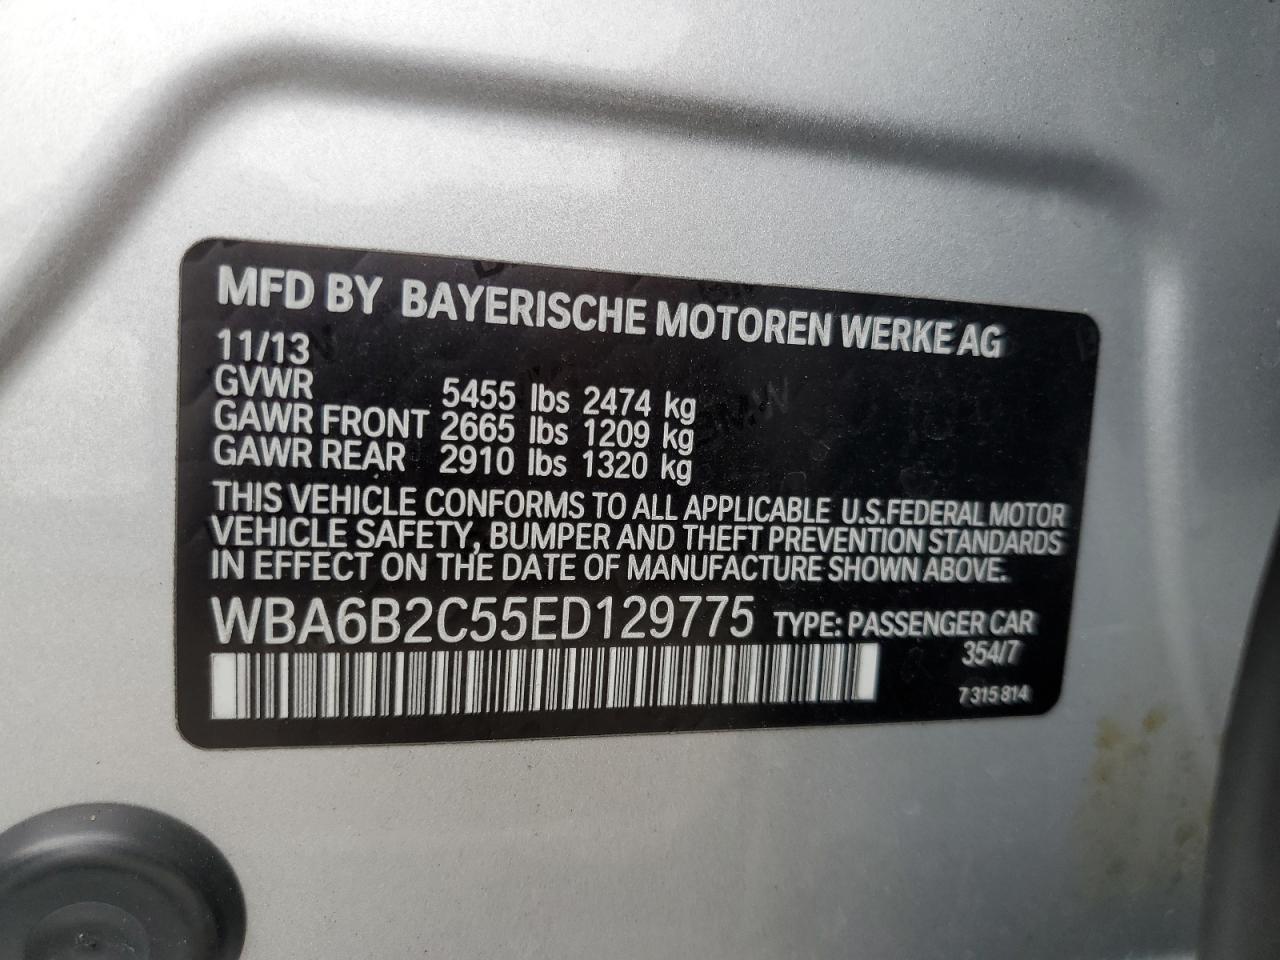 MFD BY BAYERISCHE MOTOREN WERKE AG
11/13
GVWR 5455 lbs 2474 kg
GAWR FRONT 2665 lbs 1209 kg
GAWR REAR 2910 lbs 1320 kg
THIS VEHICLE CONFORMS TO ALL APPLICABLE U.S.FEDERAL MOTOR
VEHICLE SAFETY, BUMPER AND THEFT PREVENTION STANDARDS
IN EFFECT ON THE DATE OF MANUFACTURE SHOWN ABOVE.
WBA6B2C55ED129775 TYPE: PASSENGER CAR
354/7
7 315 814